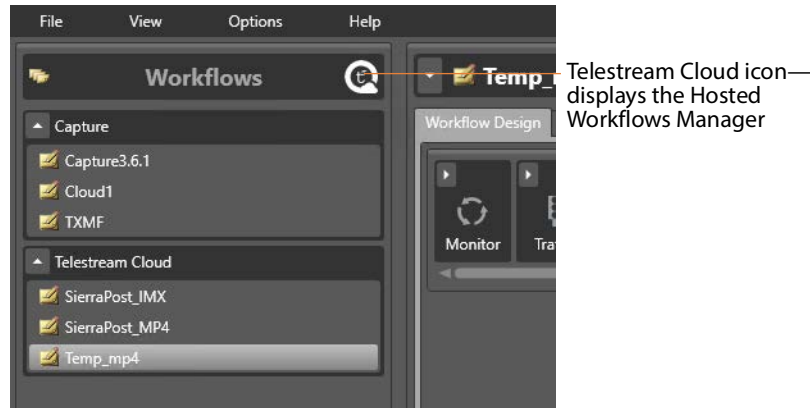 File View Options Help
Workflows
Temp_
Capture
Capture3.6.1
Cloud1
TXMF
Telestream Cloud
SierraPost_IMX
SierraPost_MP4
Temp_mp4
Workflow Design
Monitor Tra
Telestream Cloud icon—
displays the Hosted
Workflows Manager